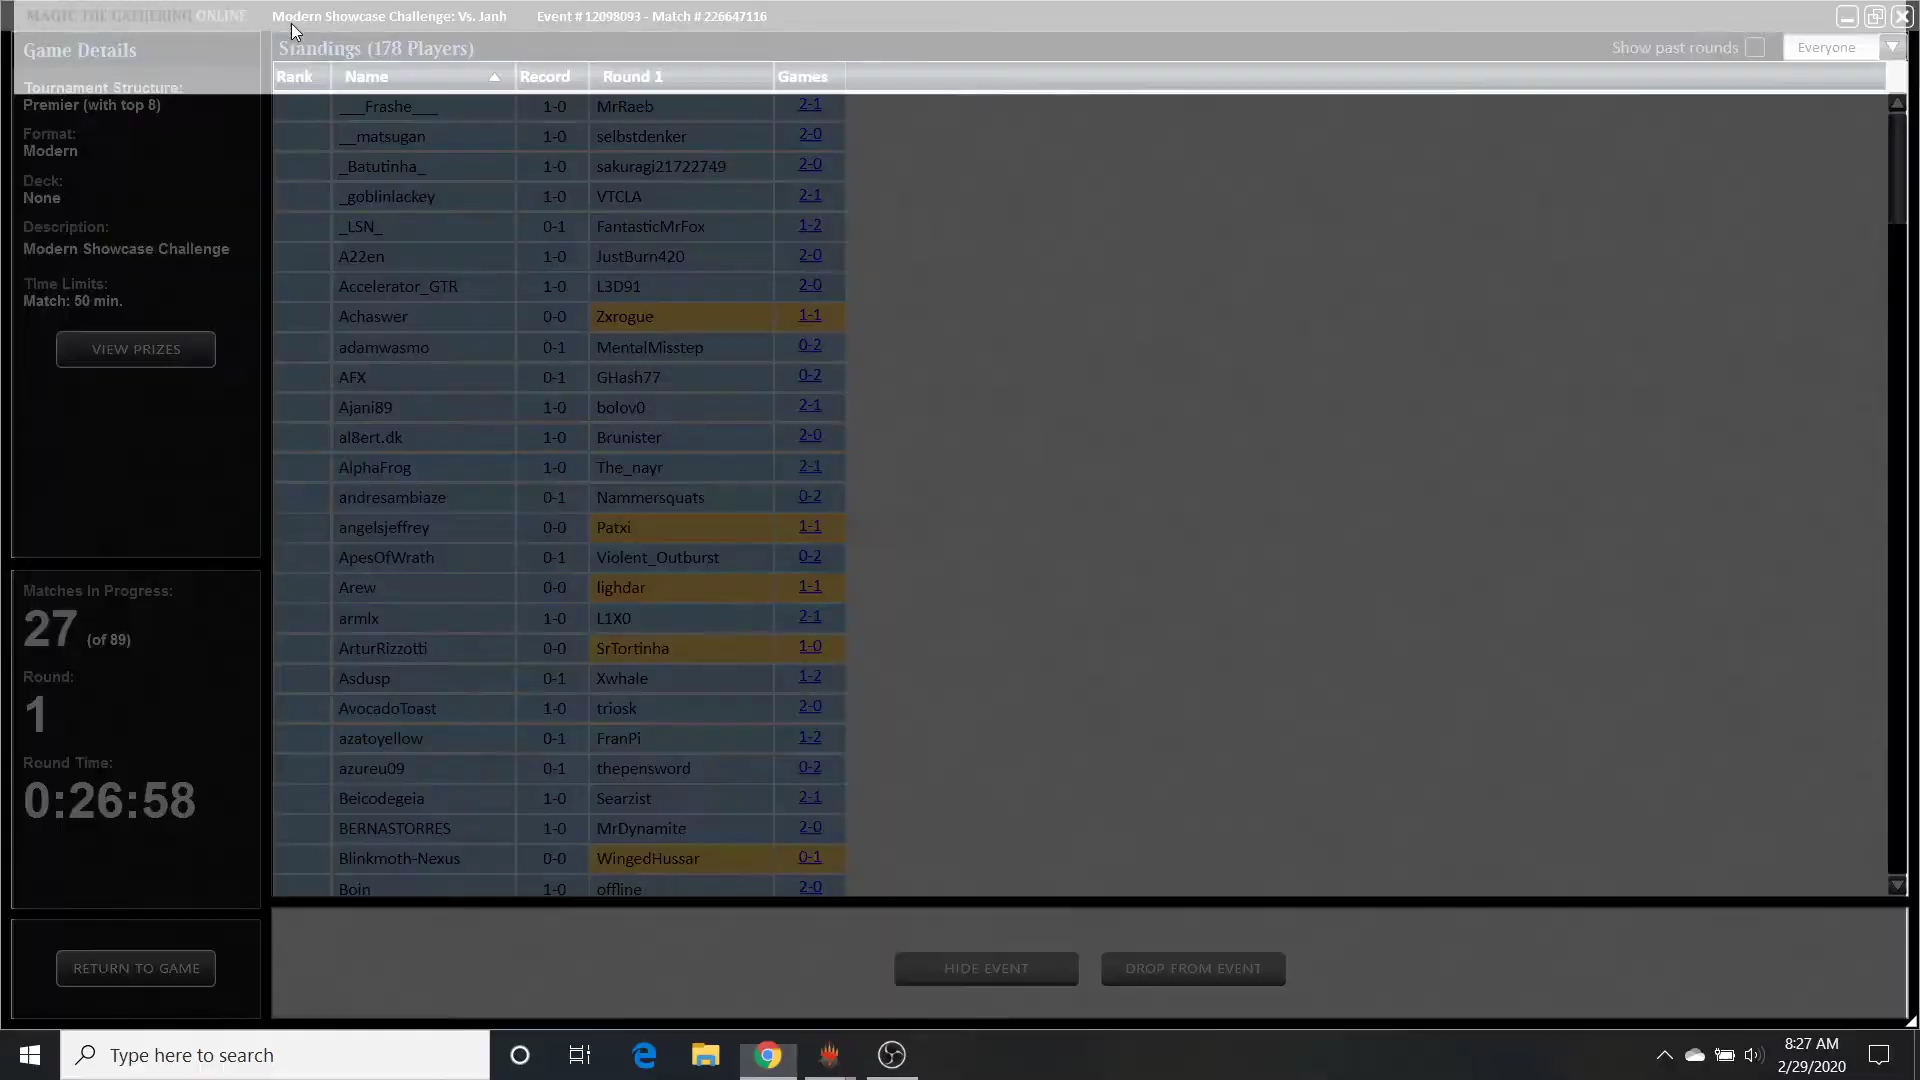 MAGIC THE GATHERING ONLINE
Modern Showcase Challenge: Vs. Janh Event # 12098093 - Match # 226647116
Game Details
Tournament Structure:
Premier (with top 8)
Format:
Modern
Deck:
None
Description:
Modern Showcase Challenge
Time Limits:
Match: 50 min.
VIEW PRIZES
Matches In Progress:
27 (of 89)
Round:
1
Round Time:
0:26:58
RETURN TO GAME
Standings (178 Players)
Show past rounds Everyone
Rank Name Record Round 1 Games
___Frashe___ 1-0 MrRaeb 2-1
__matsugan 1-0 selbstdenker 2-0
_Batutinha_ 1-0 sakuragi21722749 2-0
_goblinlackey 1-0 VTCLA 2-1
_LSN_ 0-1 FantasticMrFox 1-2
A22en 1-0 JustBurn420 2-0
Accelerator_GTR 1-0 L3D91 2-0
Achaswer 0-0 Zxrogue 1-1
adamwasmo 0-1 MentalMisstep 0-2
AFX 0-1 GHash77 0-2
Ajani89 1-0 bolov0 2-1
al8ert.dk 1-0 Brunister 2-0
AlphaFrog 1-0 The_nayr 2-1
andresambiaze 0-1 Nammersquats 0-2
angelsjeffrey 0-0 Patxi 1-1
ApesOfWrath 0-1 Violent_Outburst 0-2
Arew 0-0 lighdar 1-1
armlx 1-0 L1X0 2-1
ArturRizzotti 0-0 SrTortinha 1-0
Asdusp 0-1 Xwhale 1-2
AvocadoToast 1-0 triosk 2-0
azatoyellow 0-1 FranPi 1-2
azureu09 0-1 thepensword 0-2
Beicodegeia 1-0 Searzist 2-1
BERNASTORRES 1-0 MrDynamite 2-0
Blinkmoth-Nexus 0-0 WingedHussar 0-1
Boin 1-0 offline 2-0
HIDE EVENT DROP FROM EVENT
Type here to search
8:27 AM
2/29/2020